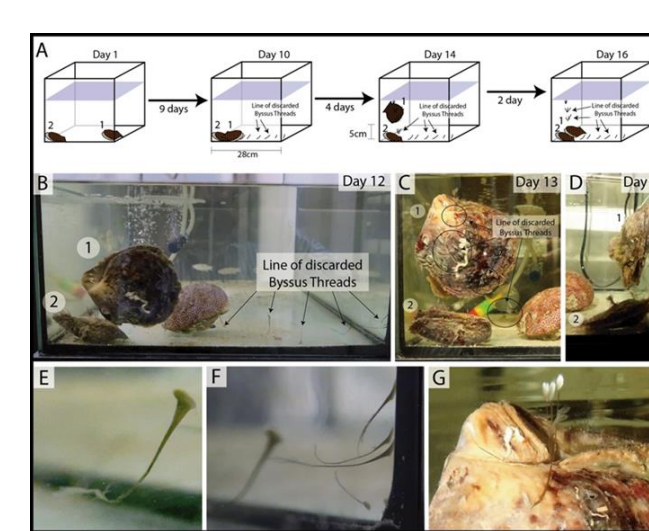 A
Day 1
Day 10
Day 14
Day 16
9 days
4 days
2 day
2
1
2 1
Line of discarded
Byssus Threads
28cm
1
Line of discarded
Byssus Threads
5cm
2
Line of discarded
Byssus Threads
1
2
B
Day 12
1
2
Line of discarded
Byssus Threads
C
Day 13
1
Line of discarded
Byssus Threads
2
D
Day
1
2
E
F
G